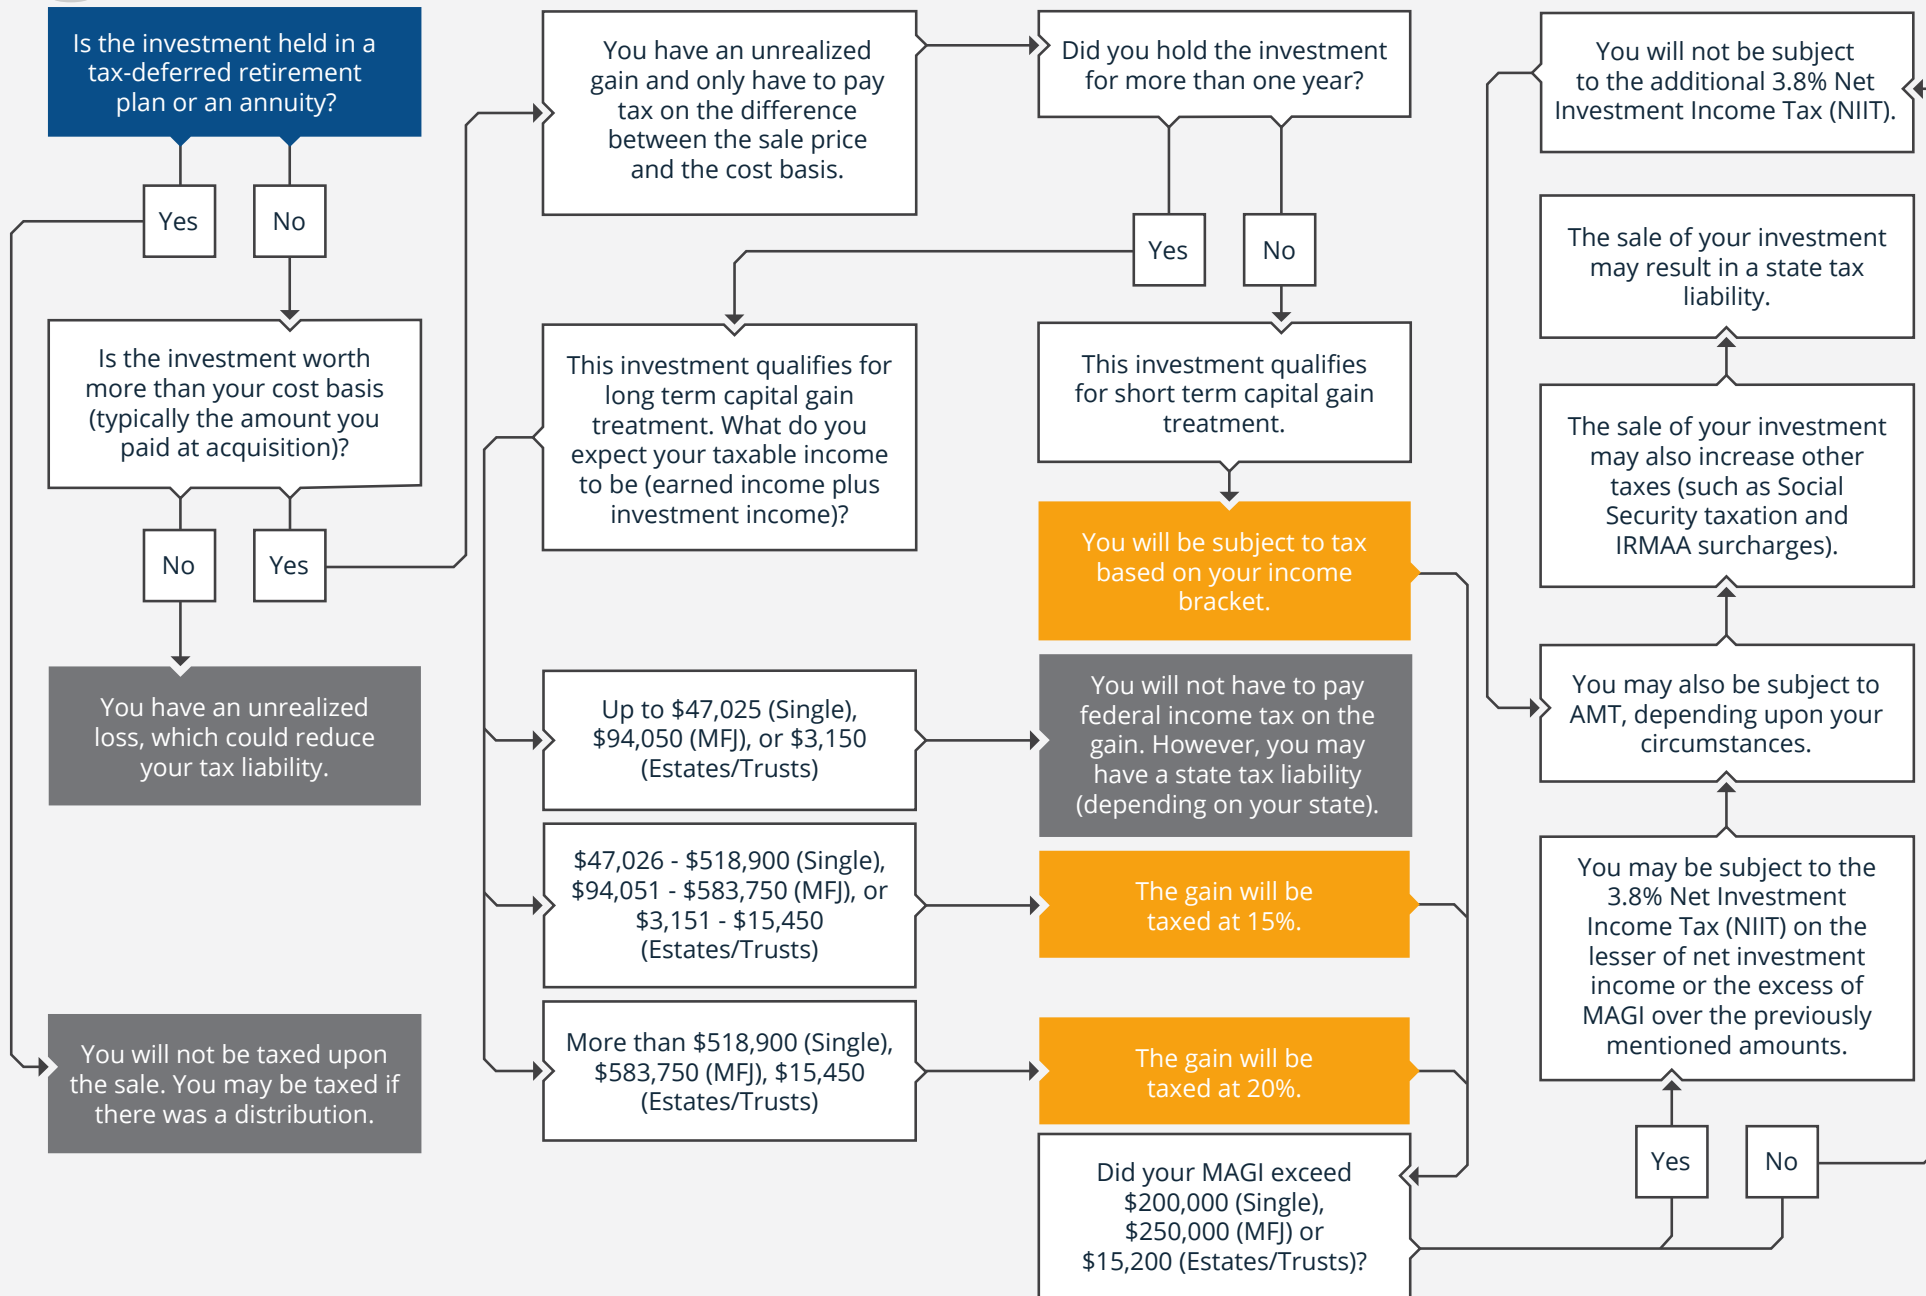 Is the investment held in a
tax-deferred retirement
plan or an annuity?
Yes
No
Is the investment worth
more than your cost basis
(typically the amount you
paid at acquisition)?
No
Yes
You have an unrealized
loss, which could reduce
your tax liability.
You will not be taxed upon
the sale. You may be taxed if
there was a distribution.
You have an unrealized
gain and only have to pay
tax on the difference
between the sale price
and the cost basis.
Did you hold the investment
for more than one year?
Yes
No
This investment qualifies for
long term capital gain
treatment. What do you
expect your taxable income
to be (earned income plus
investment income)?
This investment qualifies
for short term capital gain
treatment.
You will be subject to tax
based on your income
bracket.
Up to $47,025 (Single),
$94,050 (MFJ), or $3,150
(Estates/Trusts)
You will not have to pay
federal income tax on the
gain. However, you may
have a state tax liability
(depending on your state).
$47,026 - $518,900 (Single),
$94,051 - $583,750 (MFJ), or
$3,151 - $15,450
(Estates/Trusts)
The gain will be
taxed at 15%.
More than $518,900 (Single),
$583,750 (MFJ), $15,450
(Estates/Trusts)
The gain will be
taxed at 20%.
Did your MAGI exceed
$200,000 (Single),
$250,000 (MFJ) or
$15,200 (Estates/Trusts)?
You will not be subject
to the additional 3.8% Net
Investment Income Tax (NIIT).
The sale of your investment
may result in a state tax
liability.
The sale of your investment
may also increase other
taxes (such as Social
Security taxation and
IRMAA surcharges).
You may also be subject to
AMT, depending upon your
circumstances.
You may be subject to the
3.8% Net Investment
Income Tax (NIIT) on the
lesser of net investment
income or the excess of
MAGI over the previously
mentioned amounts.
Yes
No